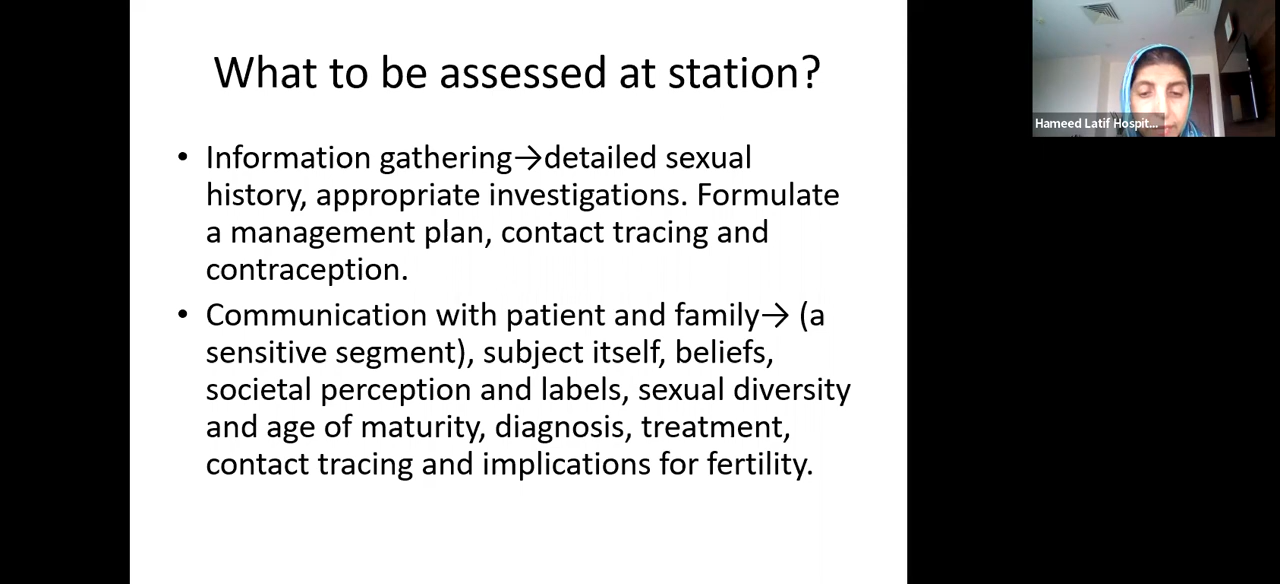 What to be assessed at station?
• Information gathering→detailed sexual
history, appropriate investigations. Formulate
a management plan, contact tracing and
contraception.
• Communication with patient and family→ (a
sensitive segment), subject itself, beliefs,
societal perception and labels, sexual diversity
and age of maturity, diagnosis, treatment,
contact tracing and implications for fertility.
Hameed Latif Hospit...